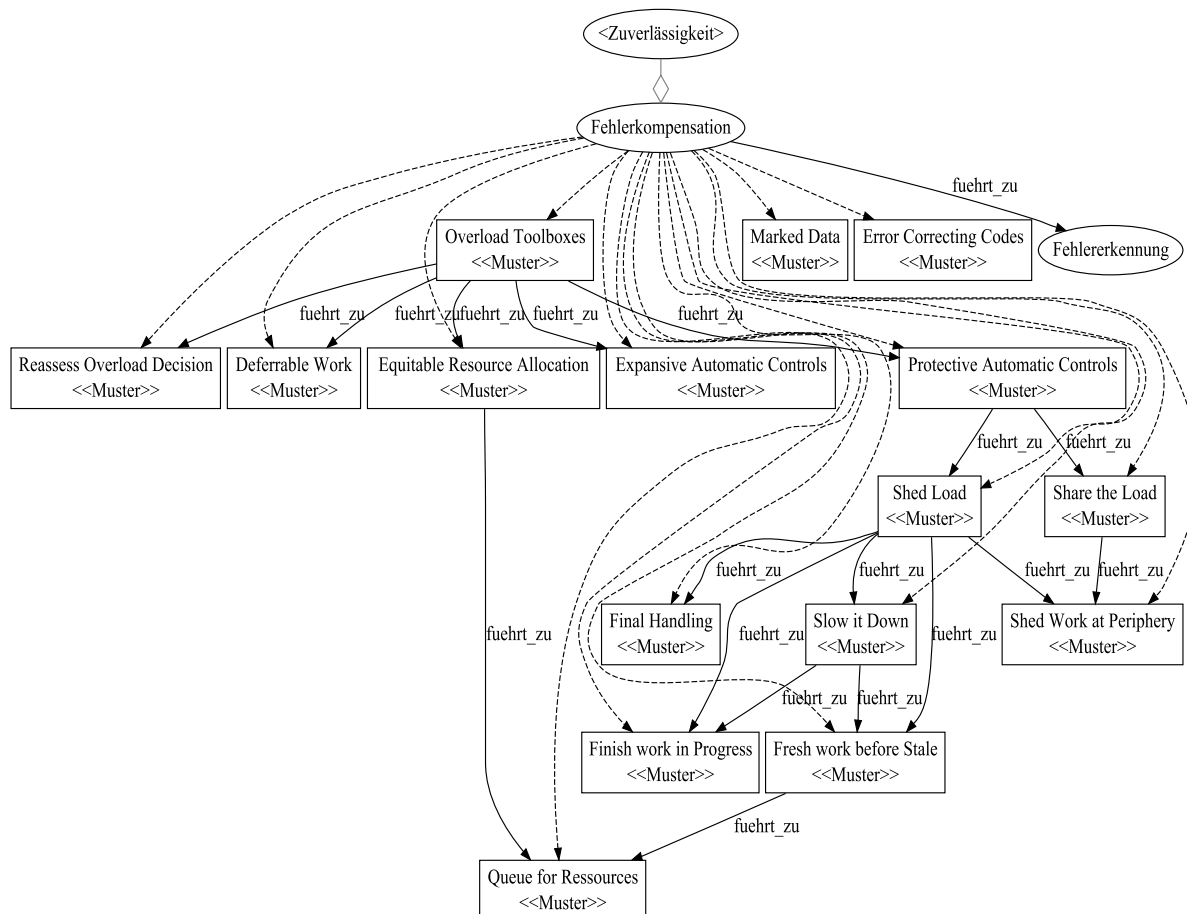 <Zuverlässigkeit>
Fehlerkompensation
fuehrt_zu
Overload Toolboxes
<<Muster>>
Marked Data
<<Muster>>
Error Correcting Codes
<<Muster>>
Fehlererkennung
fuehrt_zu
fuehrt_zu
fuehrt_zu
fuehrt_zu
fuehrt_zu
Reassess Overload Decision
<<Muster>>
Deferrable Work
<<Muster>>
Equitable Resource Allocation
<<Muster>>
Expansive Automatic Controls
<<Muster>>
Protective Automatic Controls
<<Muster>>
fuehrt_zu
fuehrt_zu
Shed Load
<<Muster>>
Share the Load
<<Muster>>
fuehrt_zu
fuehrt_zu
fuehrt_zu
fuehrt_zu
Final Handling
<<Muster>>
Slow it Down
<<Muster>>
Shed Work at Periphery
<<Muster>>
fuehrt_zu
fuehrt_zu
fuehrt_zu
fuehrt_zu
fuehrt_zu
Finish work in Progress
<<Muster>>
Fresh work before Stale
<<Muster>>
fuehrt_zu
Queue for Ressources
<<Muster>>